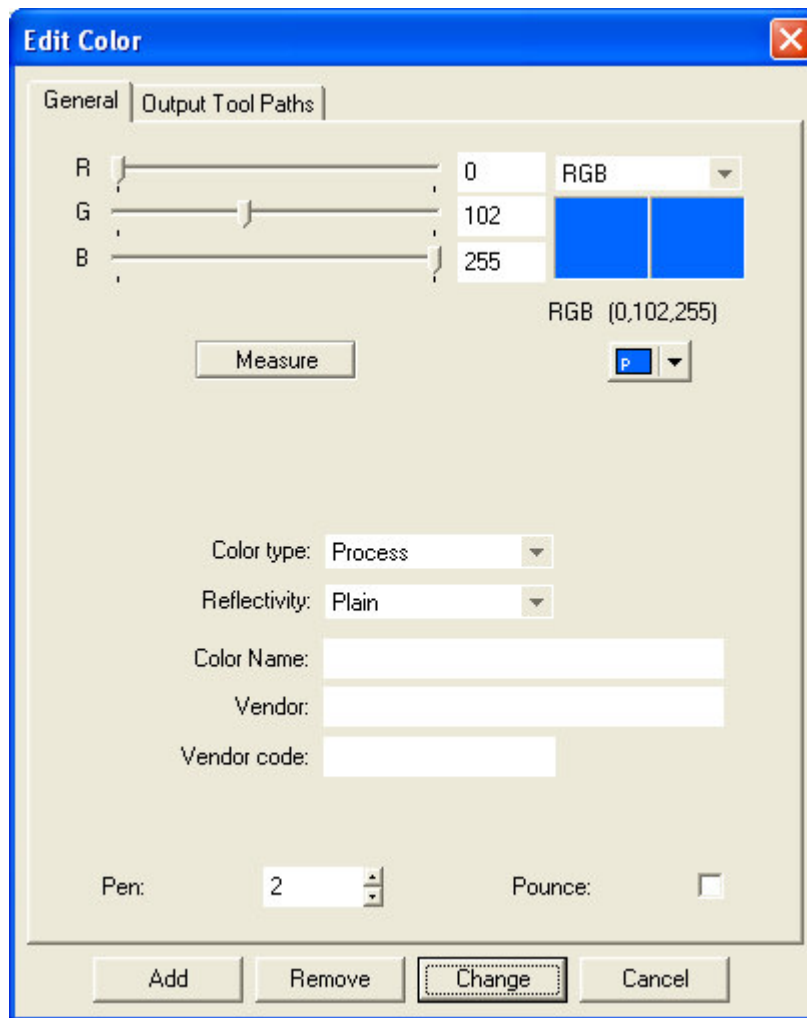 Edit Color
General Output Tool Paths
R 0 RGB
G 102
B 255
RGB (0,102,255)
Measure P
Color type: Process
Reflectivity: Plain
Color Name:
Vendor:
Vendor code:
Pen: 2 Pounce:
Add Remove Change Cancel